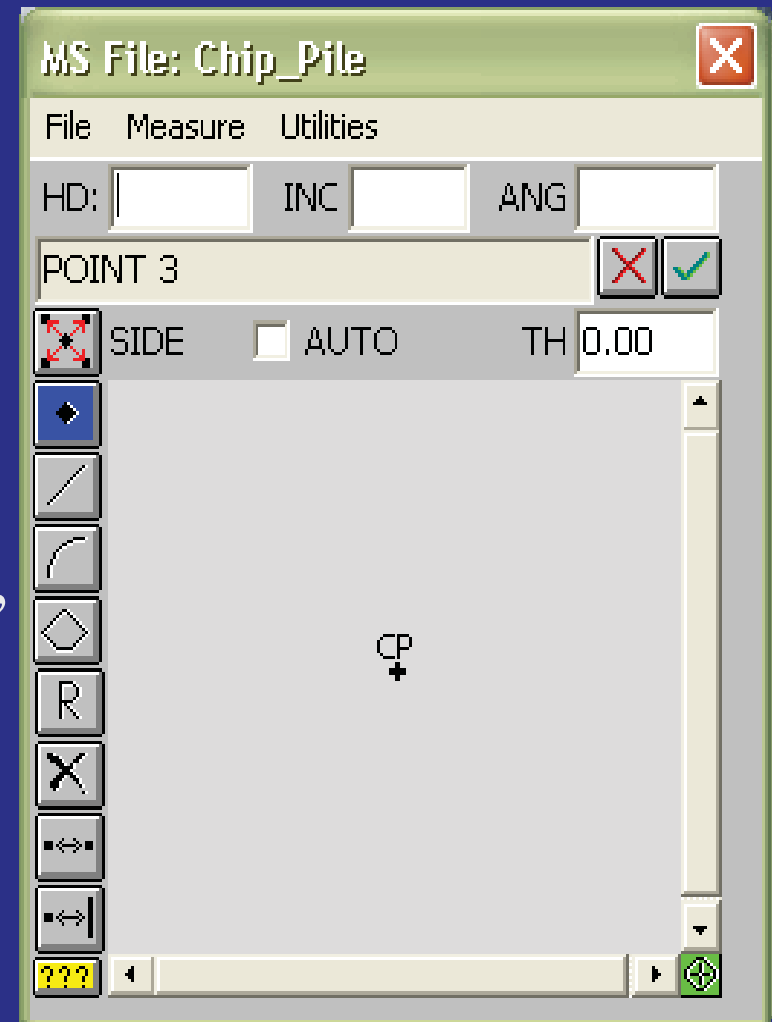 MS File: Chip_Pile
File Measure Utilities
HD: INC ANG
POINT 3
SIDE AUTO TH 0.00
CP
R
???
,